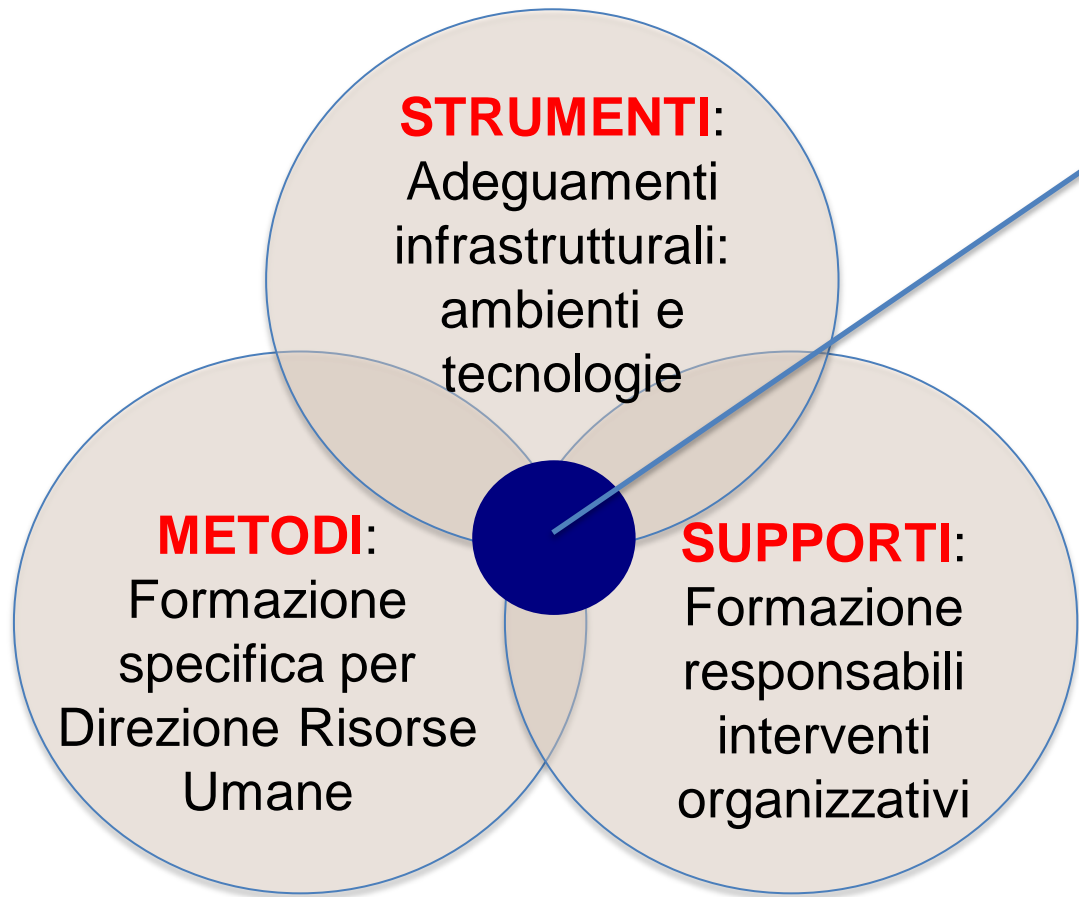 STRUMENTI:
Adeguamenti
infrastrutturali:
ambienti e
tecnologie
METODI:
Formazione
specifica per
Direzione Risorse
Umane
SUPPORTI:
Formazione
responsabili
interventi
organizzativi